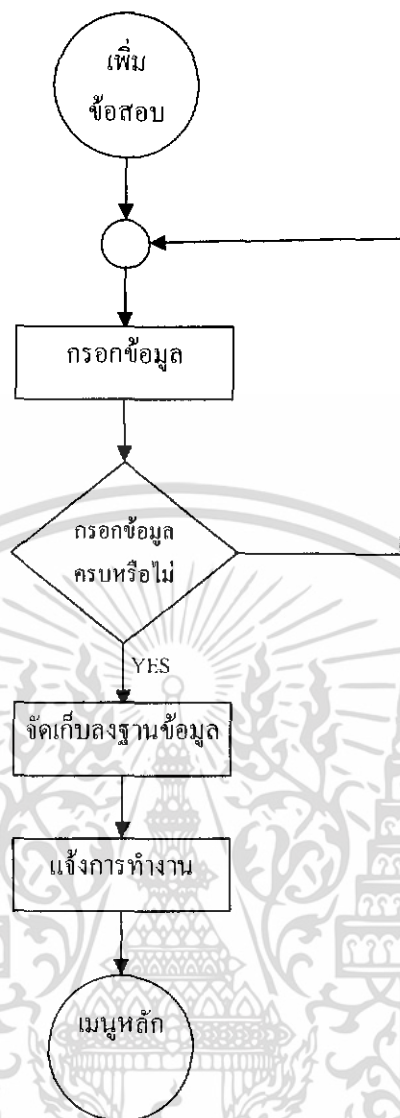 เพิ่ม
ข้อสอบ
กรอกข้อมูล
กรอกข้อมูล
ครบหรือไม่
YES
จัดเก็บลงฐานข้อมูล
แจ้งการทำงาน
เมนูหลัก